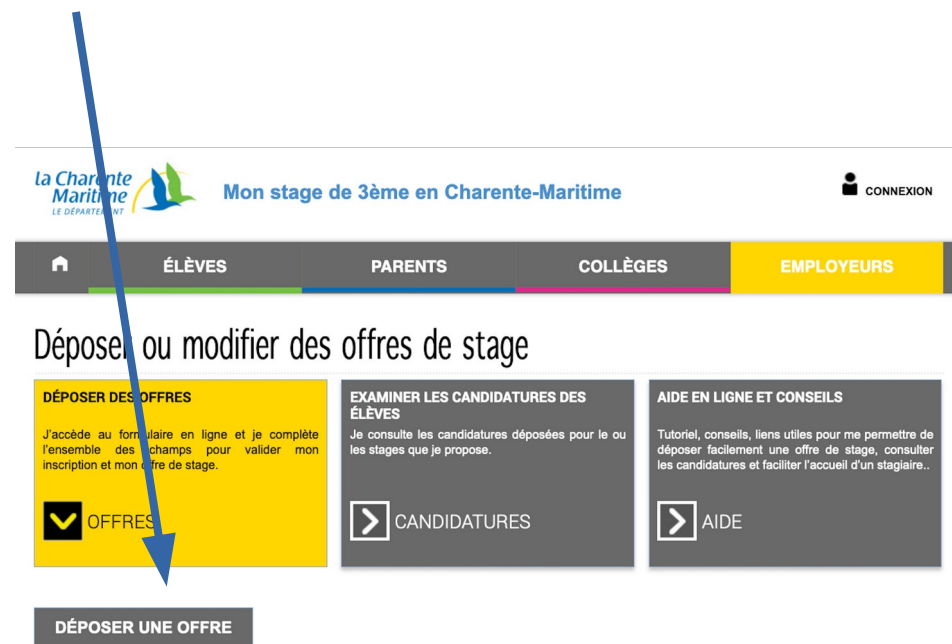 la Charente
Maritime
LE DÉPARTEMENT
Mon stage de 3ème en Charente-Maritime
CONNEXION
ÉLÈVES
PARENTS
COLLÈGES
EMPLOYEURS
Déposer ou modifier des offres de stage
DÉPOSER DES OFFRES
J'accède au formulaire en ligne et je complète
l'ensemble des champs pour valider mon
inscription et mon offre de stage.
OFFRES
EXAMINER LES CANDIDATURES DES
ÉLÈVES
Je consulte les candidatures déposées pour le ou
les stages que je propose.
CANDIDATURES
AIDE EN LIGNE ET CONSEILS
Tutoriel, conseils, liens utiles pour me permettre de
déposer facilement une offre de stage, consulter
les candidatures et faciliter l'accueil d'un stagiaire..
AIDE
DÉPOSER UNE OFFRE